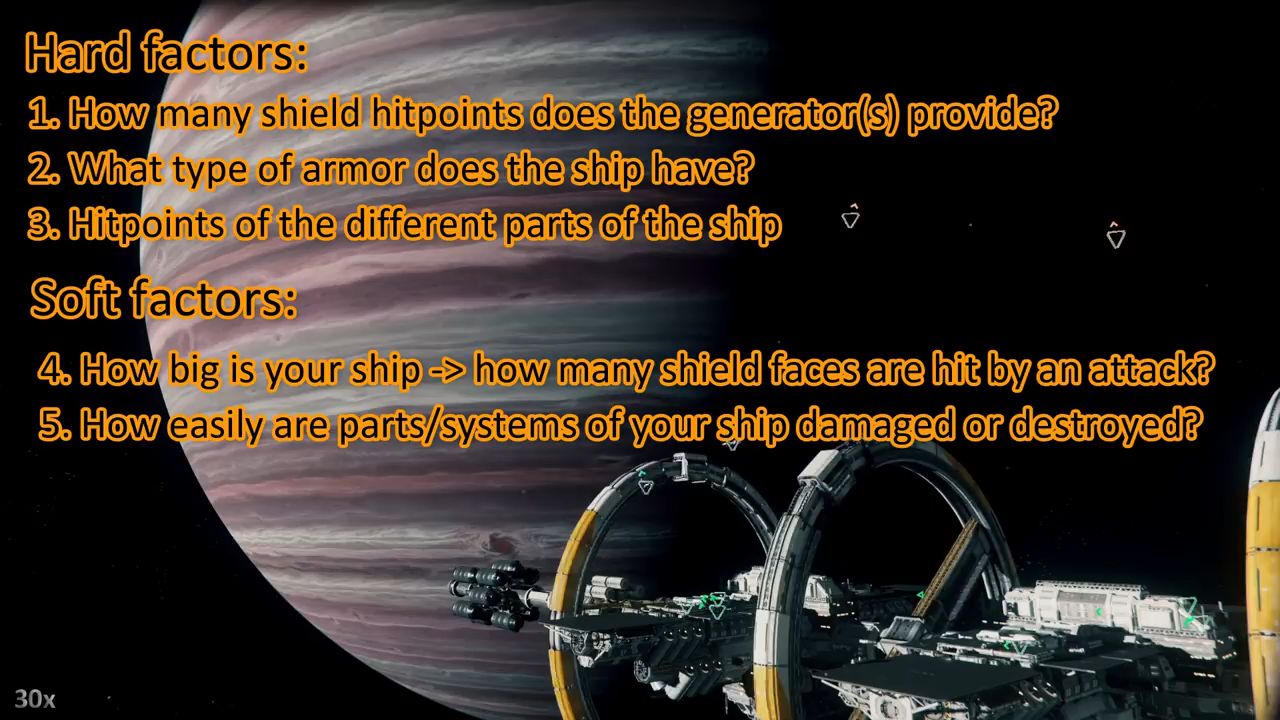 Hard factors:
1. How many shield hitpoints does the generator(s) provide?
2. What type of armor does the ship have?
3. Hitpoints of the different parts of the ship
Soft factors:
4. How big is your ship -> how many shield faces are hit by an attack?
5. How easily are parts/systems of your ship damaged or destroyed?
30x